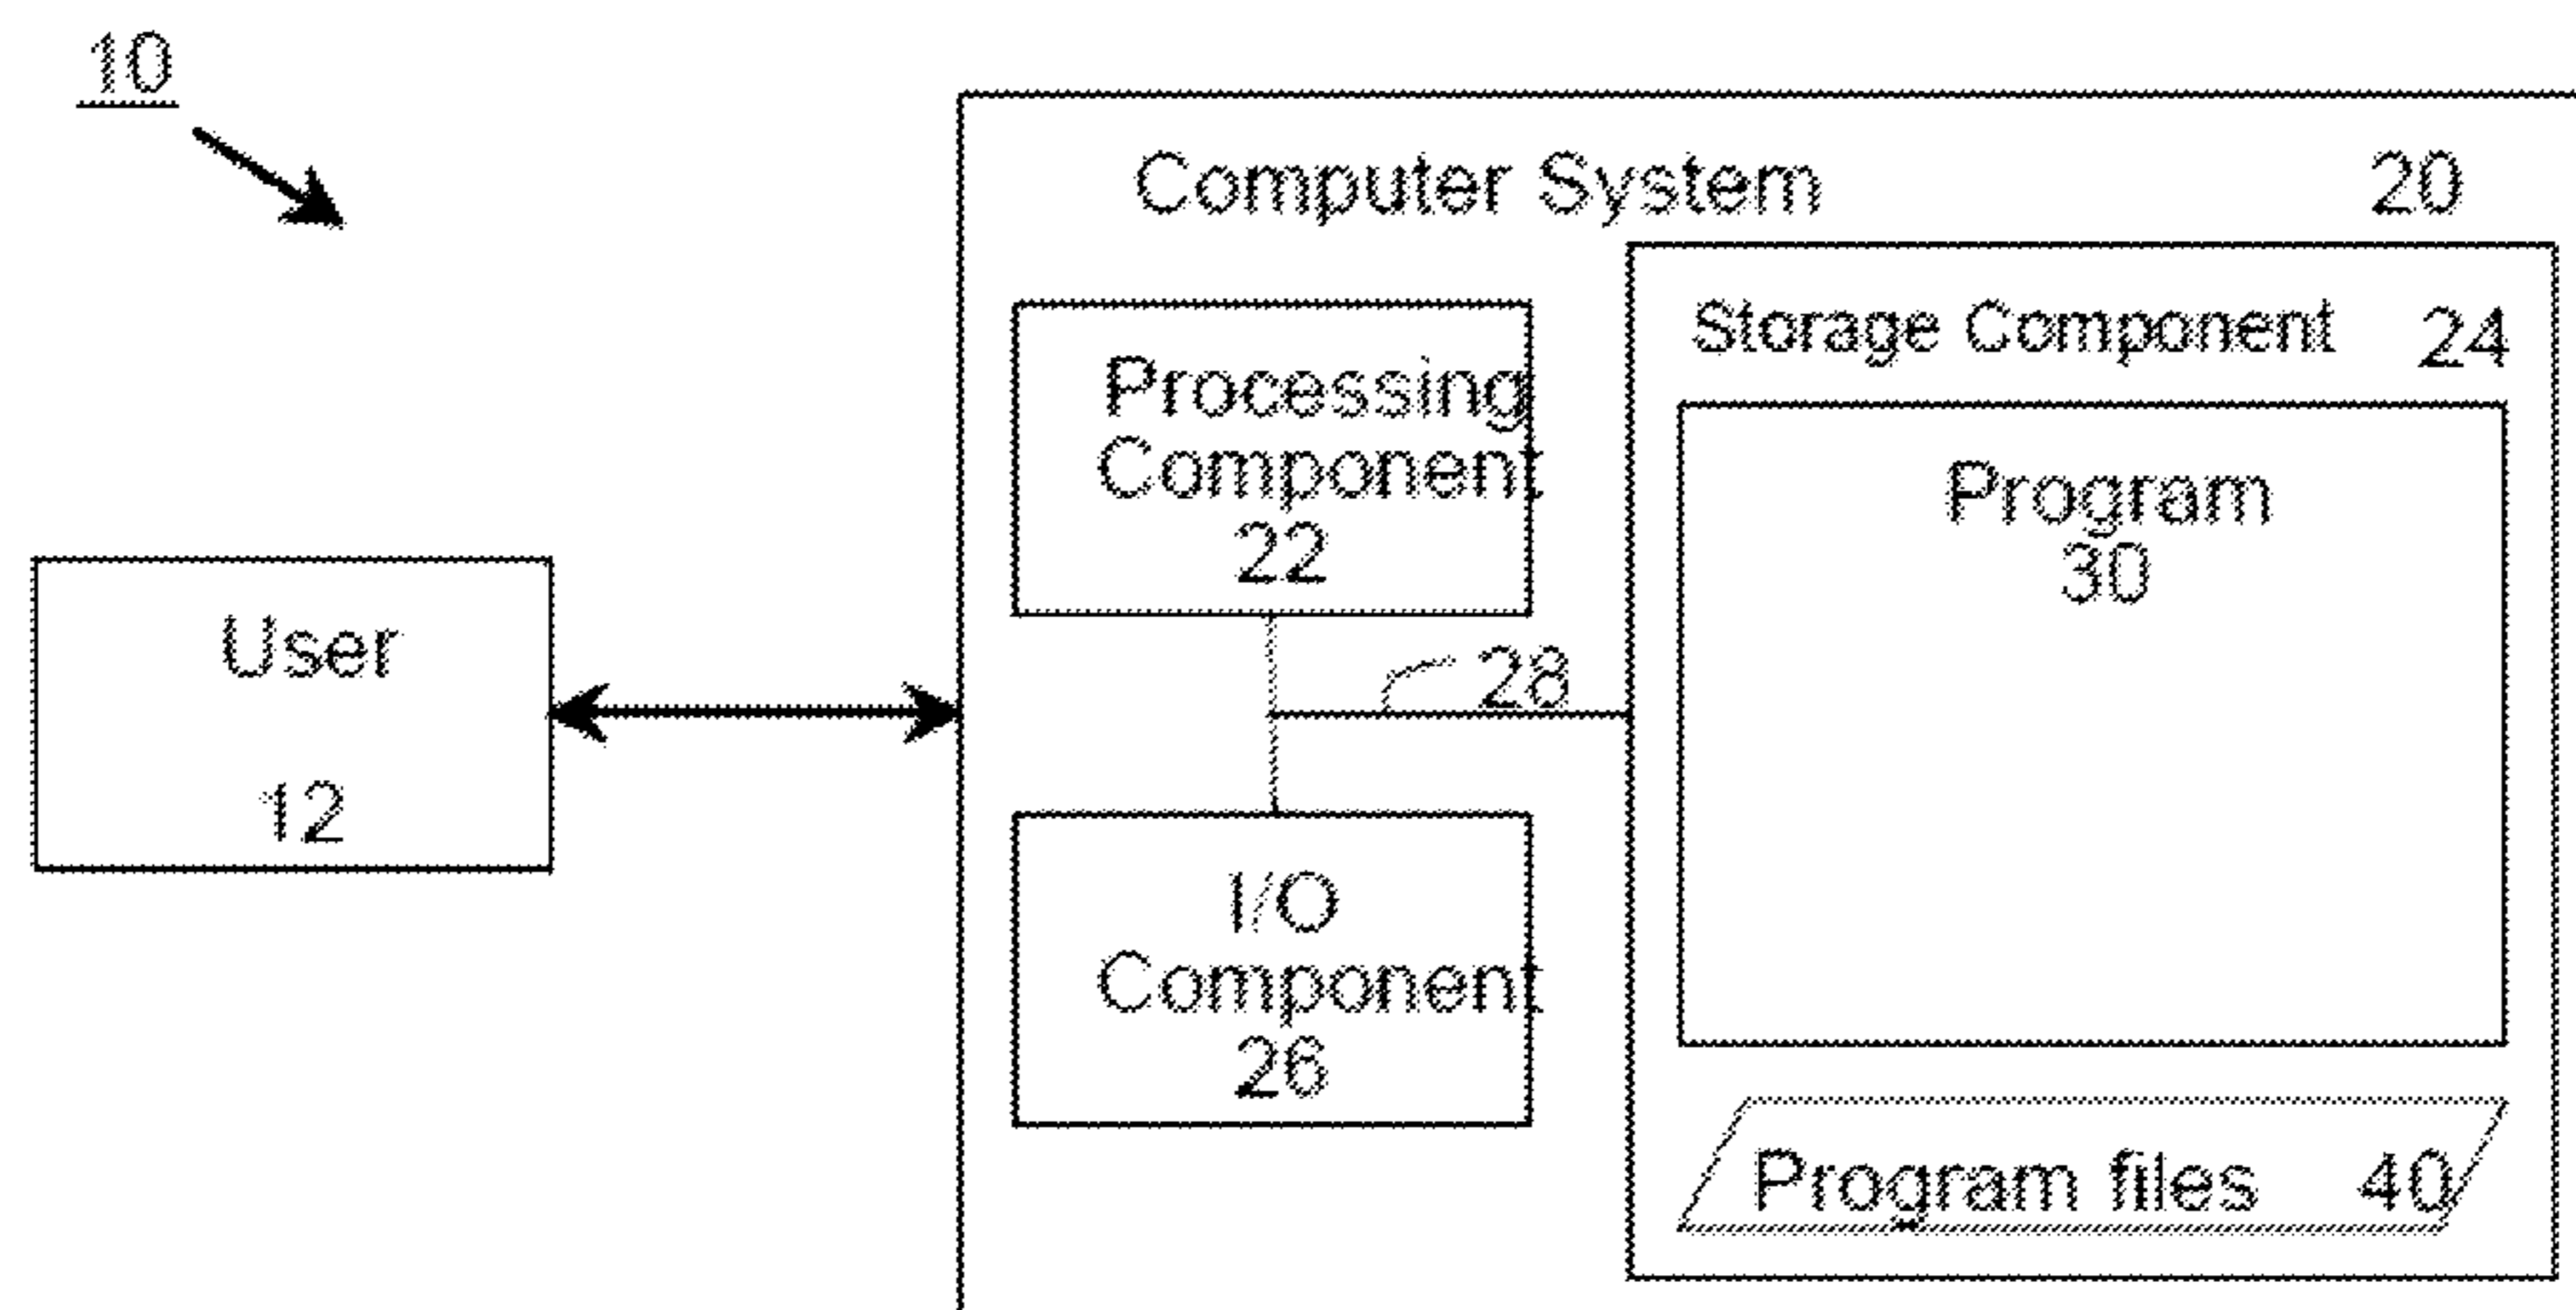 10
Computer System 20
Storage Component 24
Processing
Component
22
Program
30
User
12
28
I/O
Component
26
Program files 40